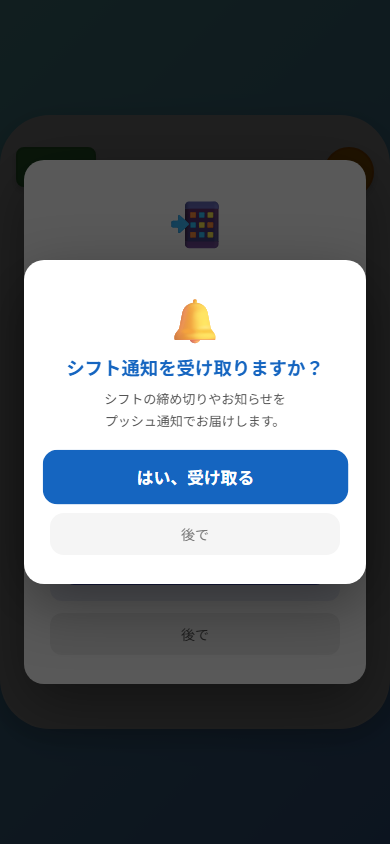 シフト通知を受け取りますか？
シフトの締め切りやお知らせを
プッシュ通知でお届けします。
はい、受け取る
後で
後で